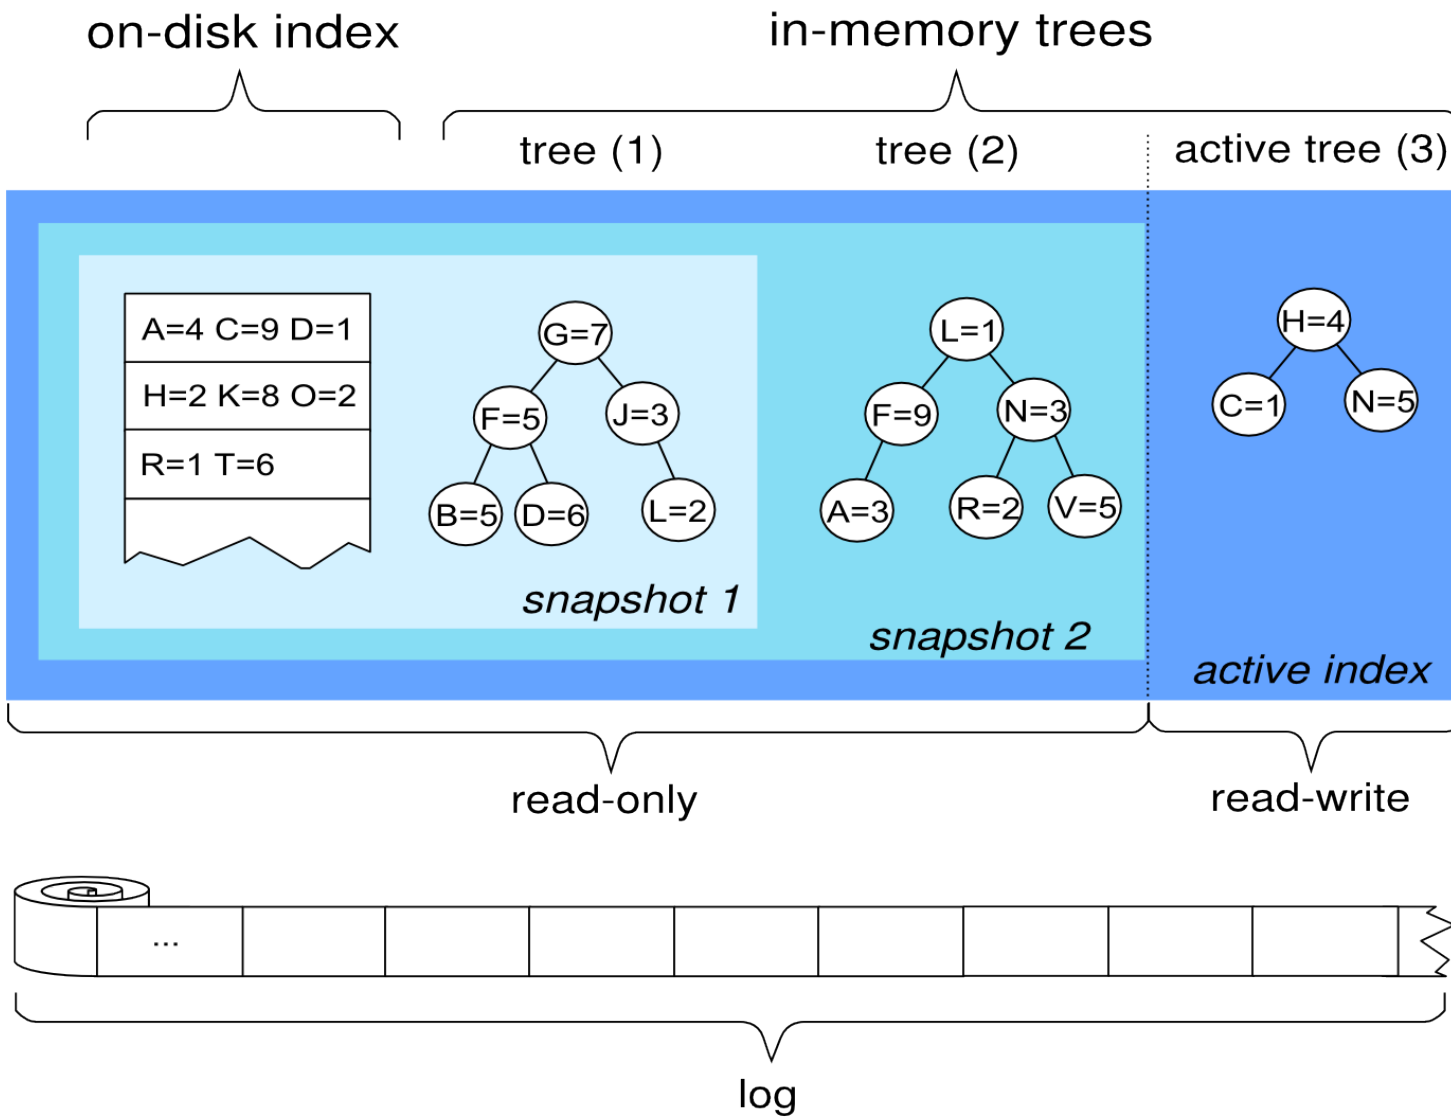 on-disk index
in-memory trees
tree (1)
tree (2)
active tree (3)
A=4 C=9 D=1
H=2 K=8 O=2
R=1 T=6
G=7
F=5
J=3
B=5
D=6
L=2
snapshot 1
L=1
F=9
N=3
A=3
R=2
V=5
snapshot 2
H=4
C=1
N=5
active index
read-only
read-write
...
log